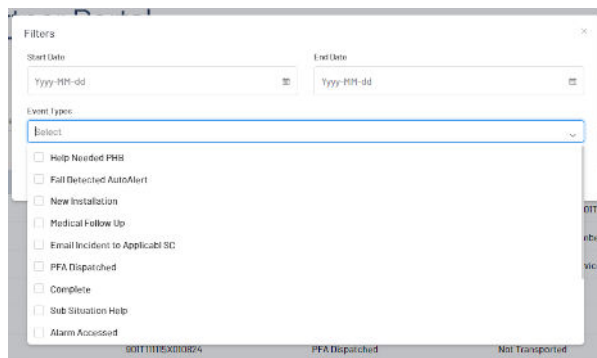 Filters
Start Date
End Date
Yyyy-MM-dd
Yyyy-MM-dd
Event Types
Select
Help Needed PHB
Fall Detected AutoAlert
New Installation
Medical Follow Up
Email Incident to Applicabl SC
PFA Dispatched
Complete
Sub Situation Help
Alarm Accessed
PFA Dispatched
Not Transported